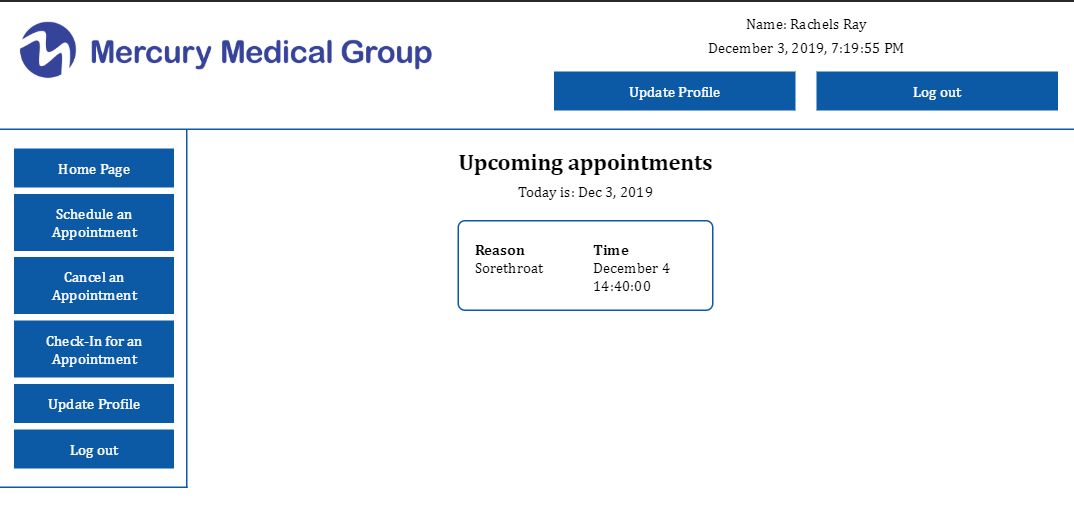 Mercury Medical Group
Name: Rachels Ray
December 3, 2019, 7:19:55 PM
Update Profile
Log out
Home Page
Schedule an
Appointment
Cancel an
Appointment
Check-In for an
Appointment
Update Profile
Log out
Upcoming appointments
Today is: Dec 3, 2019
Reason
Sorethroat
Time
December 4
14:40:00